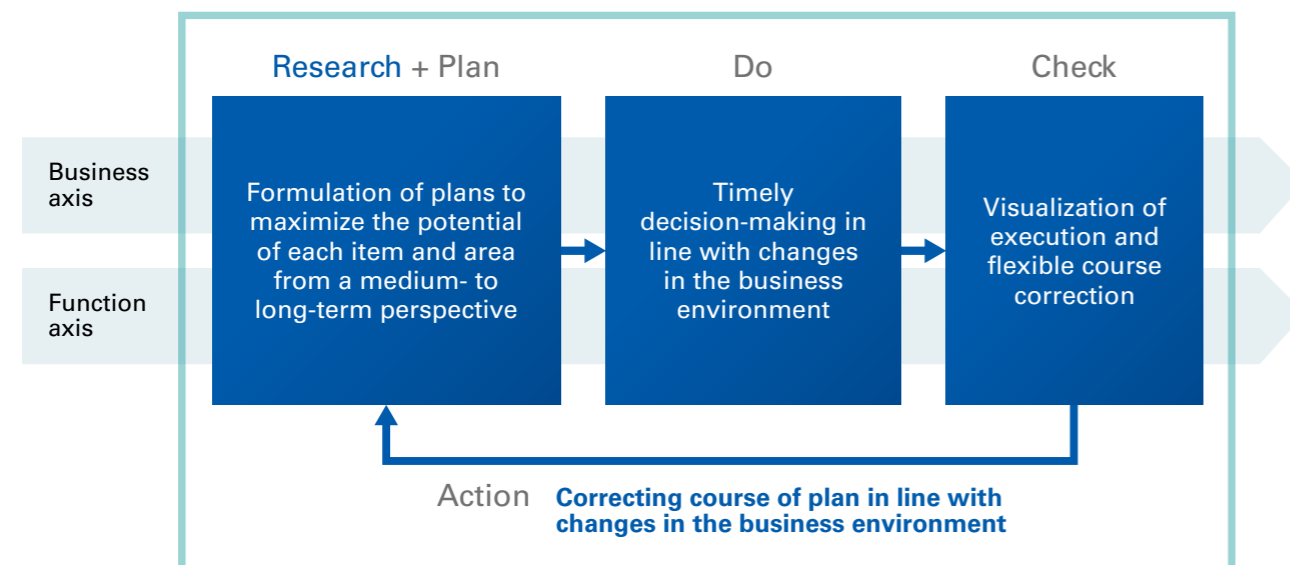 Research + Plan
Do
Check
Business
axis
Function
axis
Formulation of plans to
maximize the potential
of each item and area
from a medium- to
long-term perspective
Timely
decision-making in
line with changes
in the business
environment
Visualization of
execution and
flexible course
correction
Action
Correcting course of plan in line with
changes in the business environment